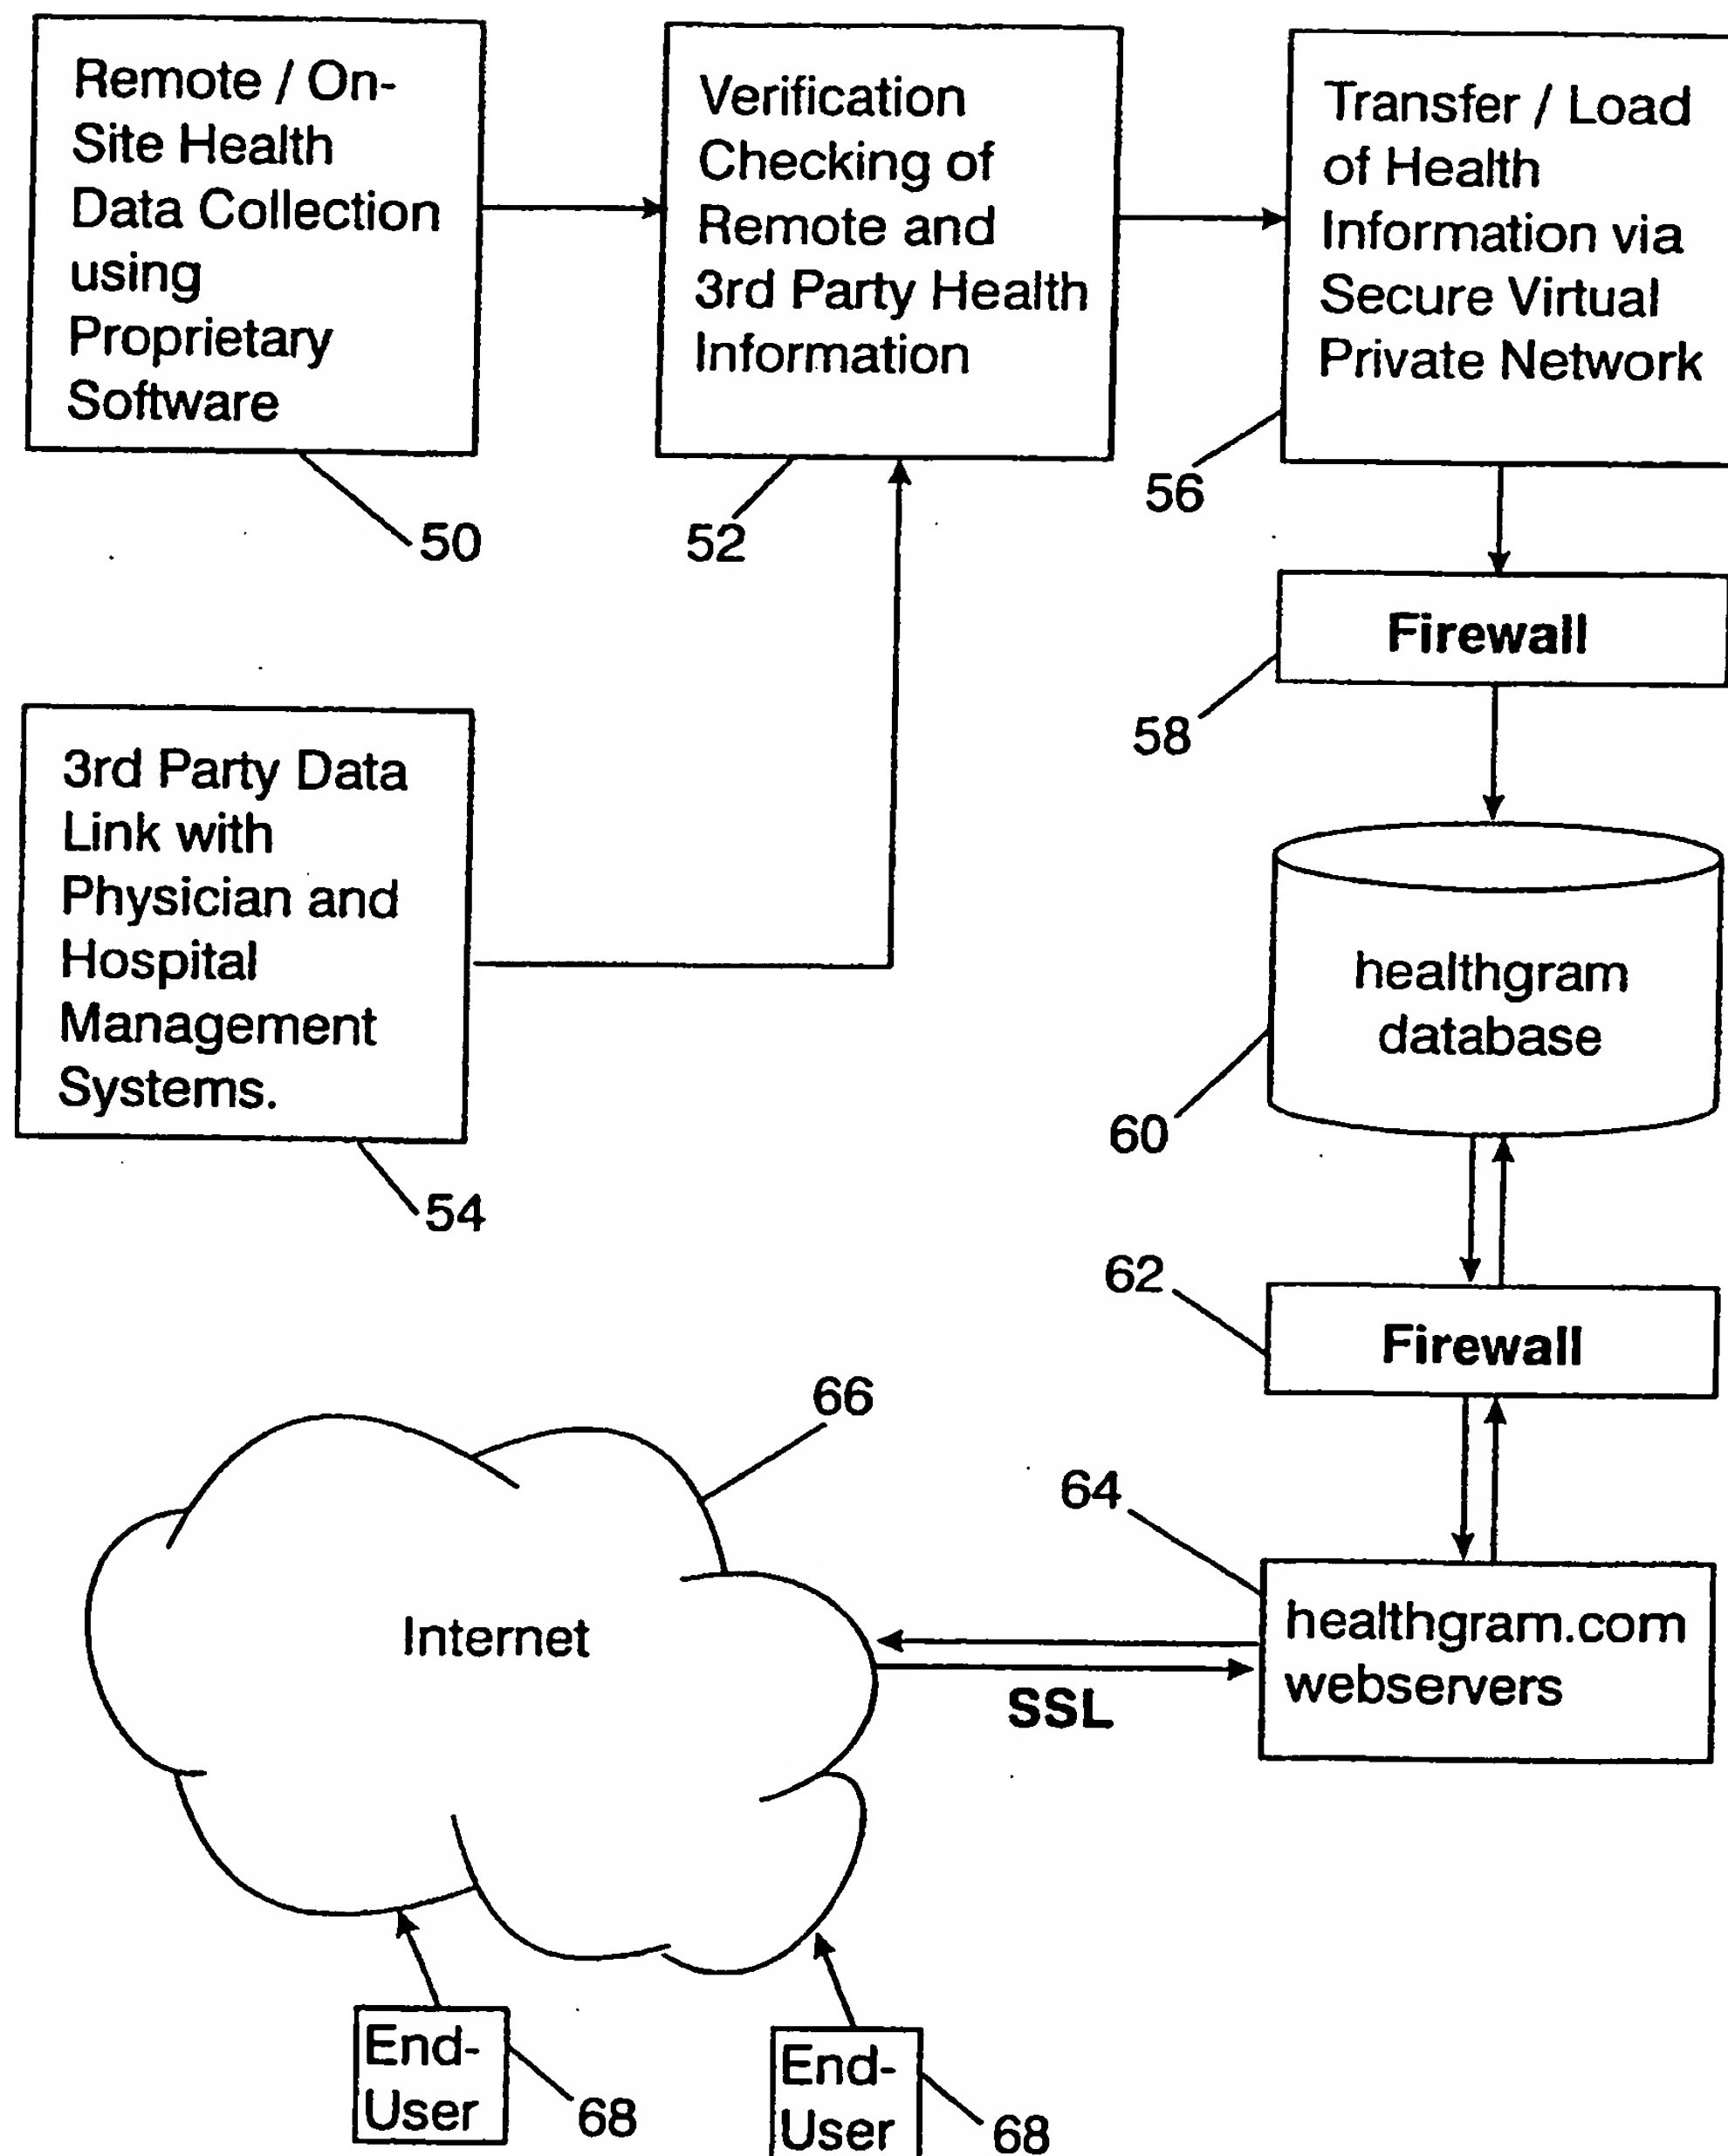 Remote / On-
Site Health
Data Collection
using
Proprietary
Software
50
Verification
Checking of
Remote and
3rd Party Health
Information
52
Transfer / Load
of Health
Information via
Secure Virtual
Private Network
56
Firewall
58
3rd Party Data
Link with
Physician and
Hospital
Management
Systems.
54
healthgram
database
60
62
Firewall
66
64
Internet
healthgram.com
webservers
SSL
End-
User
68
End-
User
68